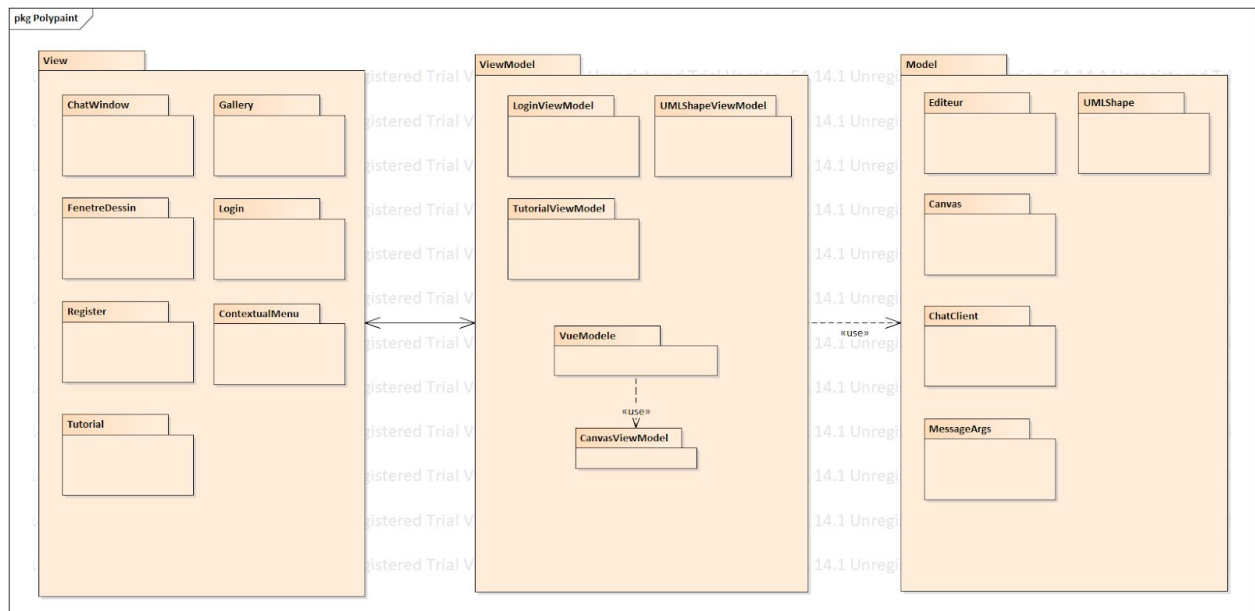 pkg Polypaint
View
ChatWindow
Gallery
FenetreDessin
Login
Register
ContextualMenu
Tutorial
ViewModel
LoginViewModel
UMLShapeViewModel
TutorialViewModel
VueModele
«use»
CanvasViewModel
«use»
Model
Editeur
UMLShape
Canvas
ChatClient
MessageArgs